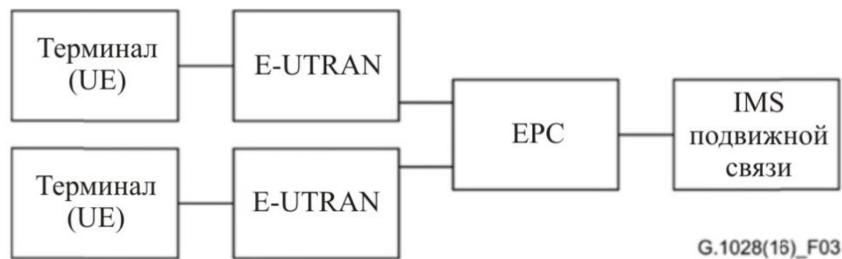 Терминал
(UE)
E-UTRAN
EPC
IMS
подвижной
связи
Терминал
(UE)
E-UTRAN
G.1028(16)_F03